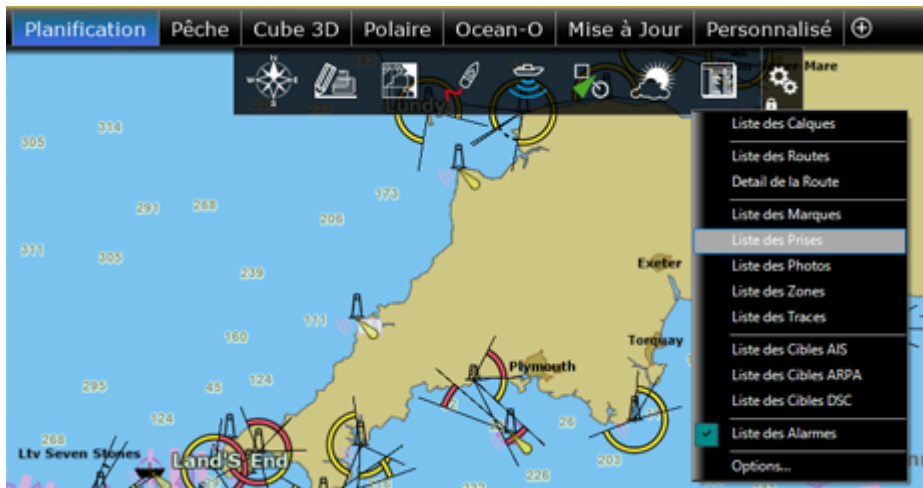 Planification Pêche Cube 3D Polaire Ocean-O Mise à Jour Personnalisé
Mare
Lundy
Liste des Calques
314
305
Liste des Routes
Detail de la Route
173
291 268
206
Liste des Marques
311
305
Liste des Prises
Exeter
239
Liste des Photos
Liste des Zones
111
Liste des Traces
160
Torquay
Liste des Cibles AIS
Plymouth
295
45
124
Liste des Cibles ARPA
Liste des Cibles DSC
124
26
268
Liste des Alarmes
Ltv Seven Stones
Land'S End
203
226
Options...